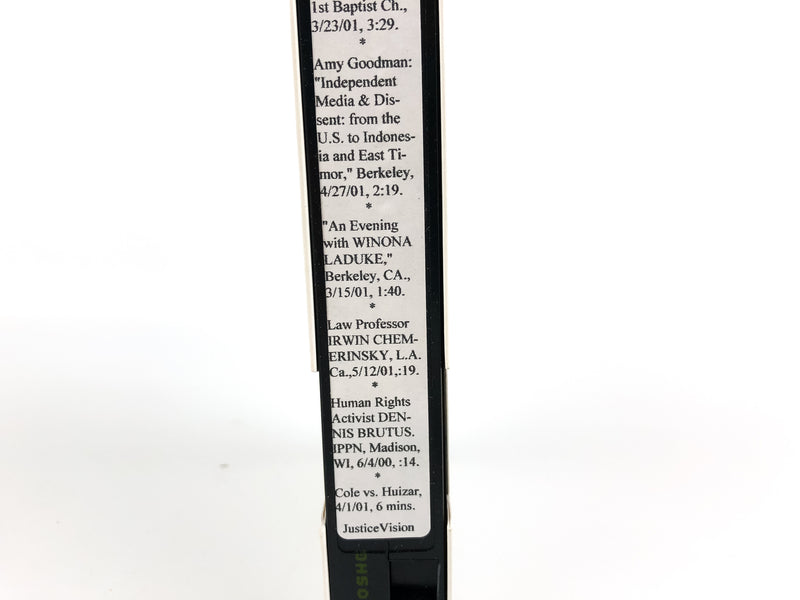 1st Baptist Ch.,
3/23/01, 3:29.
*
Amy Goodman:
"Independent
Media & Dis-
sent: from the
U.S. to Indones-
ia and East Ti-
mor," Berkeley,
4/27/01, 2:19.
*
"An Evening
with WINONA
LADUKE,"
Berkeley, CA.,
3/15/01, 1:40.
*
Law Professor
IRWIN CHEM-
ERINSKY, L.A.
Ca.,5/12/01,:19.
*
Human Rights
Activist DEN-
NIS BRUTUS.
IPPN, Madison,
WI, 6/4/00, :14.
*
Cole vs. Huizar,
4/1/01, 6 mins.
JusticeVision